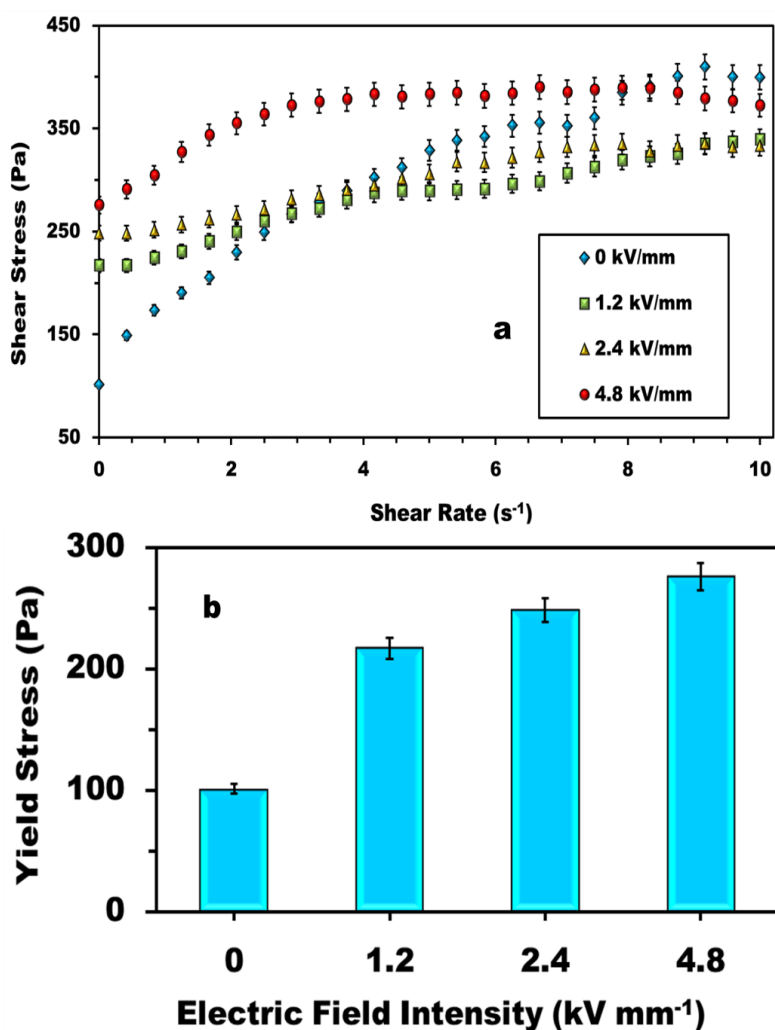 450
350
250
150
50
Shear Stress (Pa)
a
0 kV/mm
1.2 kV/mm
2.4 kV/mm
4.8 kV/mm
0 2 4 6 8 10
Shear Rate (s⁻¹)
300
200
100
0
Yield Stress (Pa)
b
0 1.2 2.4 4.8
Electric Field Intensity (kV mm⁻¹)